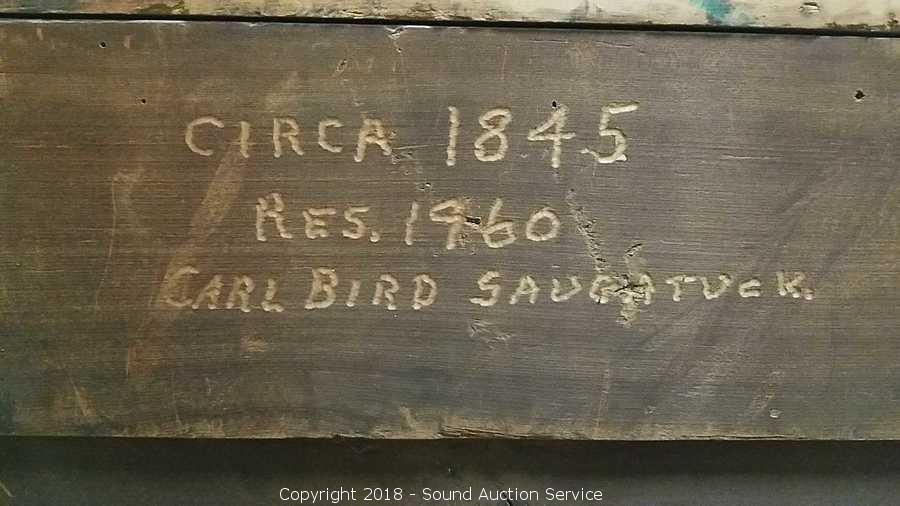 CIRCA 1845
RES. 1960
CARL BIRD SAUGATUCK.
Copyright 2018 - Sound Auction Service